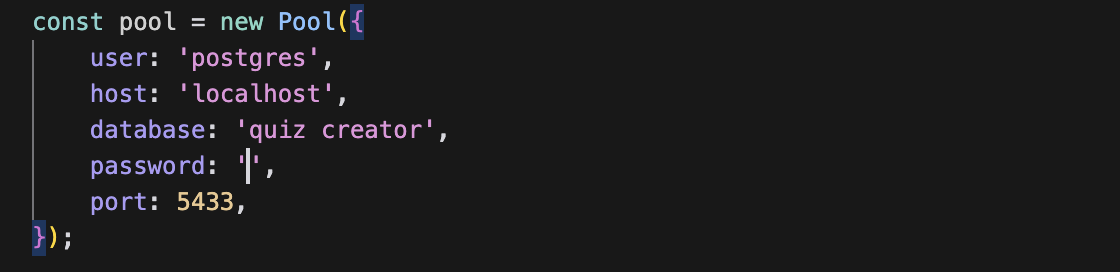 const pool = new Pool({
    user: 'postgres',
    host: 'localhost',
    database: 'quiz creator',
    password: '',
    port: 5433,
});